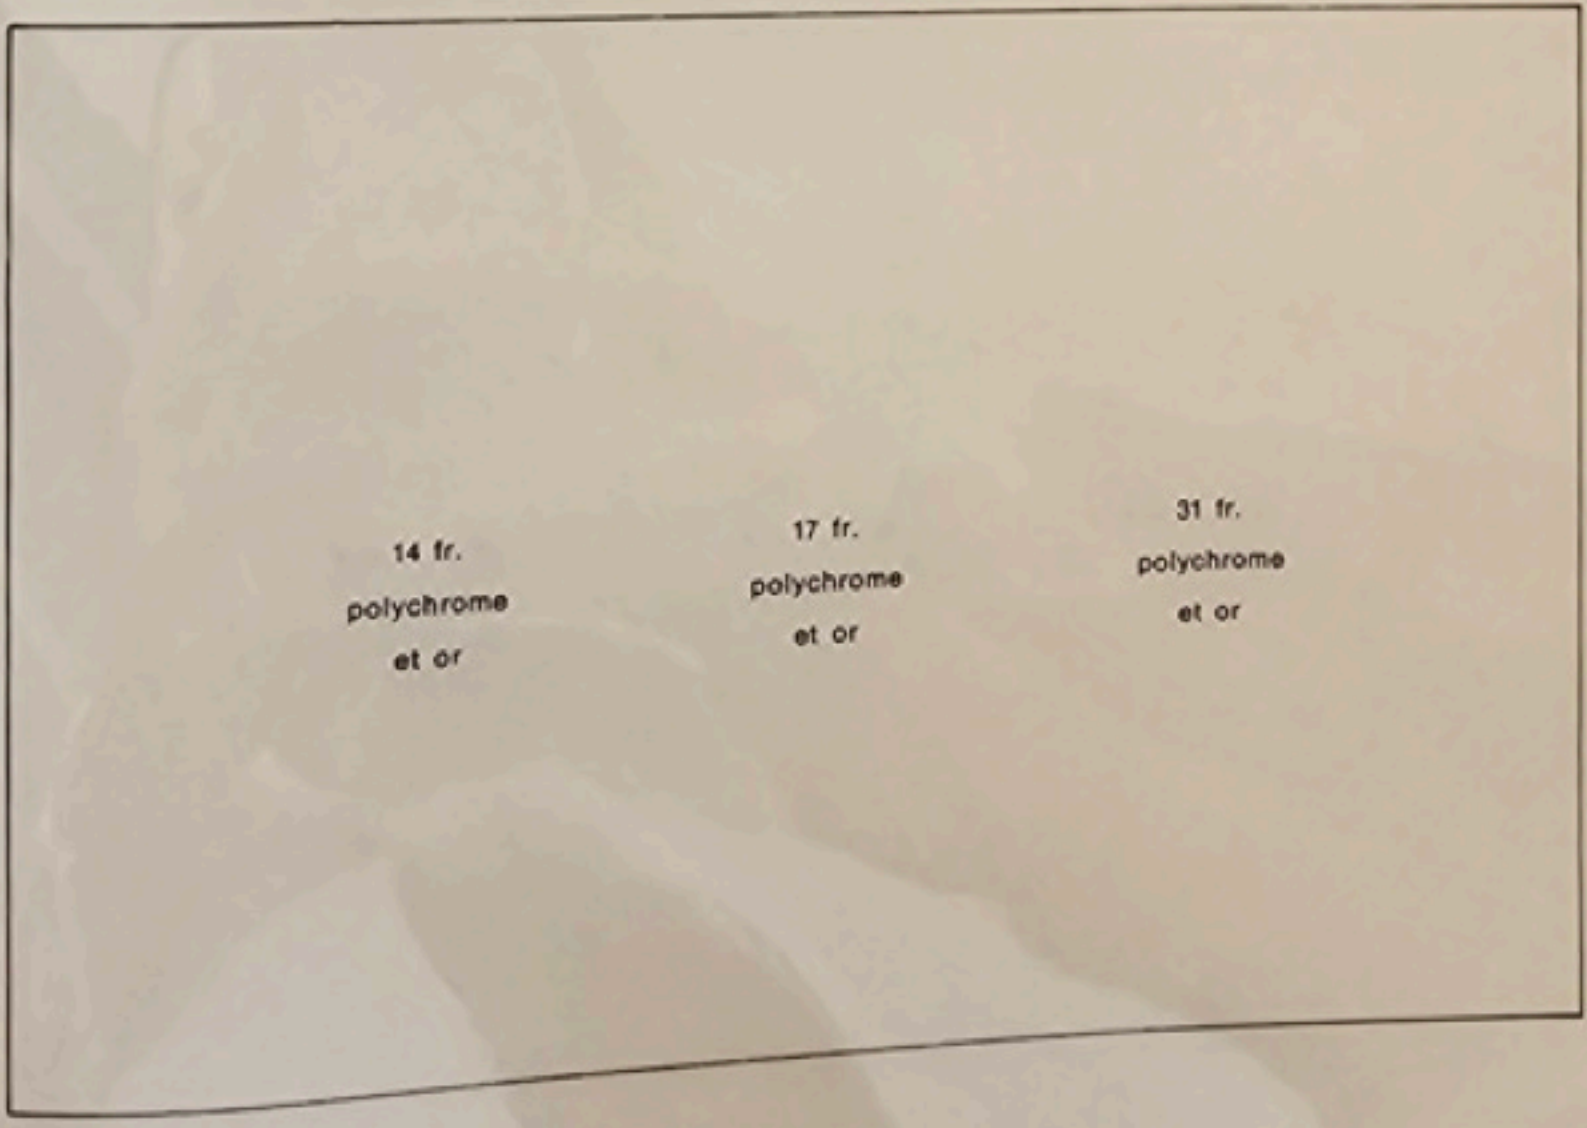 14 fr.
polychrome
et or
17 fr.
polychrome
et or
31 fr.
polychrome
et or